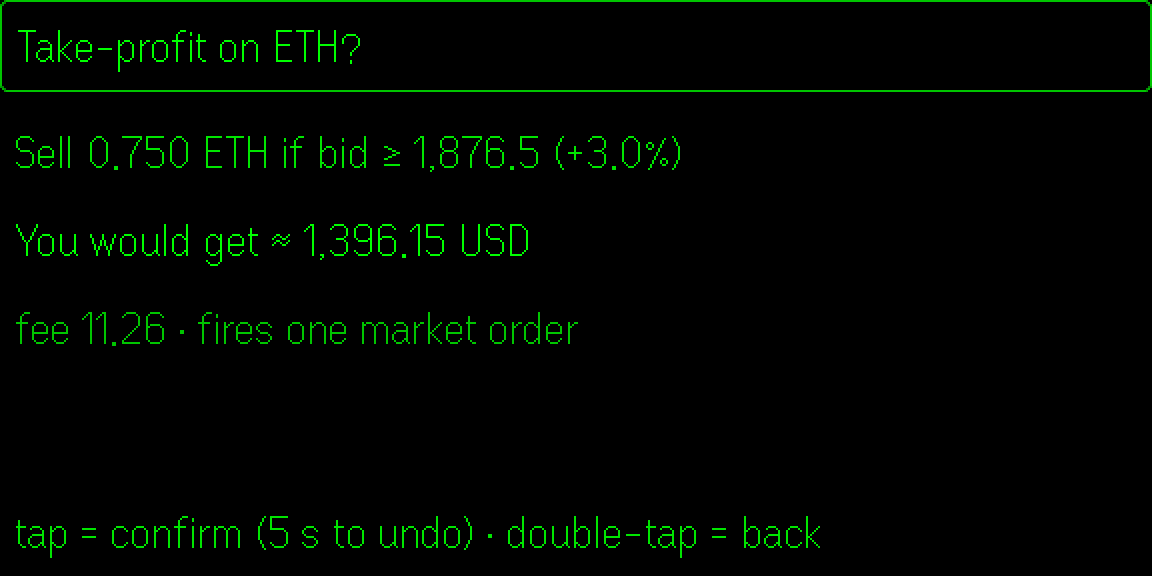 Take-profit on ETH?
Sell 0.750 ETH if bid ≥ 1,876.5 (+3.0%)
You would get ≈ 1,396.15 USD
fee 11.26 · fires one market order
tap = confirm (5 s to undo) · double-tap = back